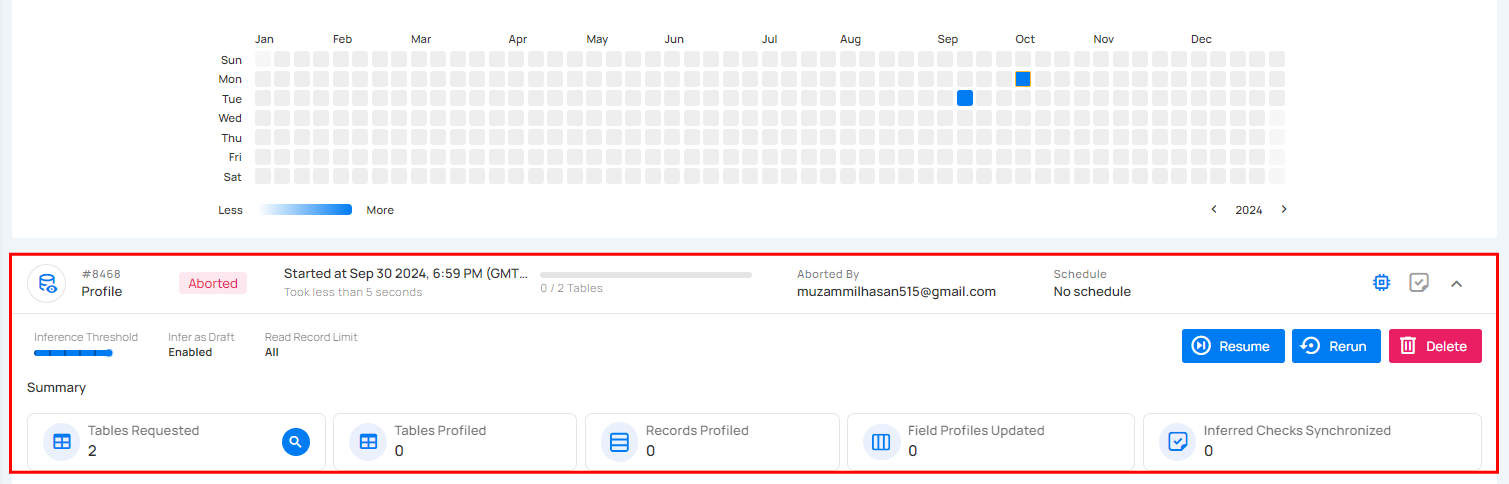 Jan Feb Mar Apr May Jun Jul Aug Sep Oct Nov Dec
Sun
Mon
Tue
Wed
Thu
Fri
Sat
Less More 2024
#8468
Profile
Aborted
Started at Sep 30 2024, 6:59 PM (GMT...
Took less than 5 seconds
0 / 2 Tables
Aborted By
muzammilhasan515@gmail.com
Schedule
No schedule
Inference Threshold
Infer as Draft
Enabled
Read Record Limit
All
Resume
Rerun
Delete
Summary
Tables Requested
2
Tables Profiled
0
Records Profiled
0
Field Profiles Updated
0
Inferred Checks Synchronized
0